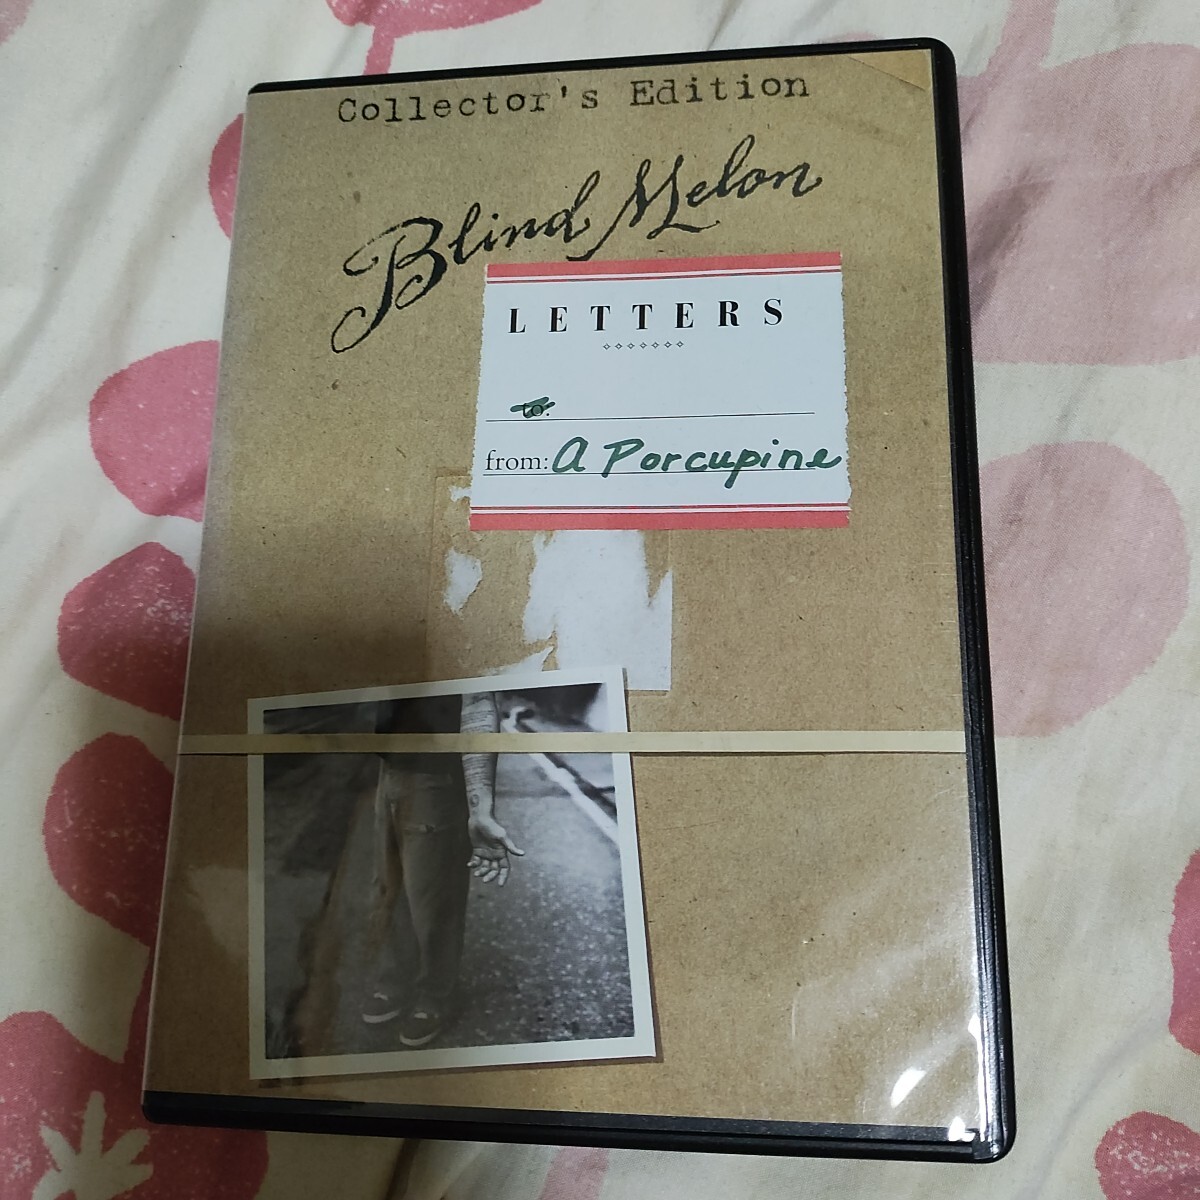 Collector's Edition
Blind Melon
LETTERS
to:
from: a Porcupine